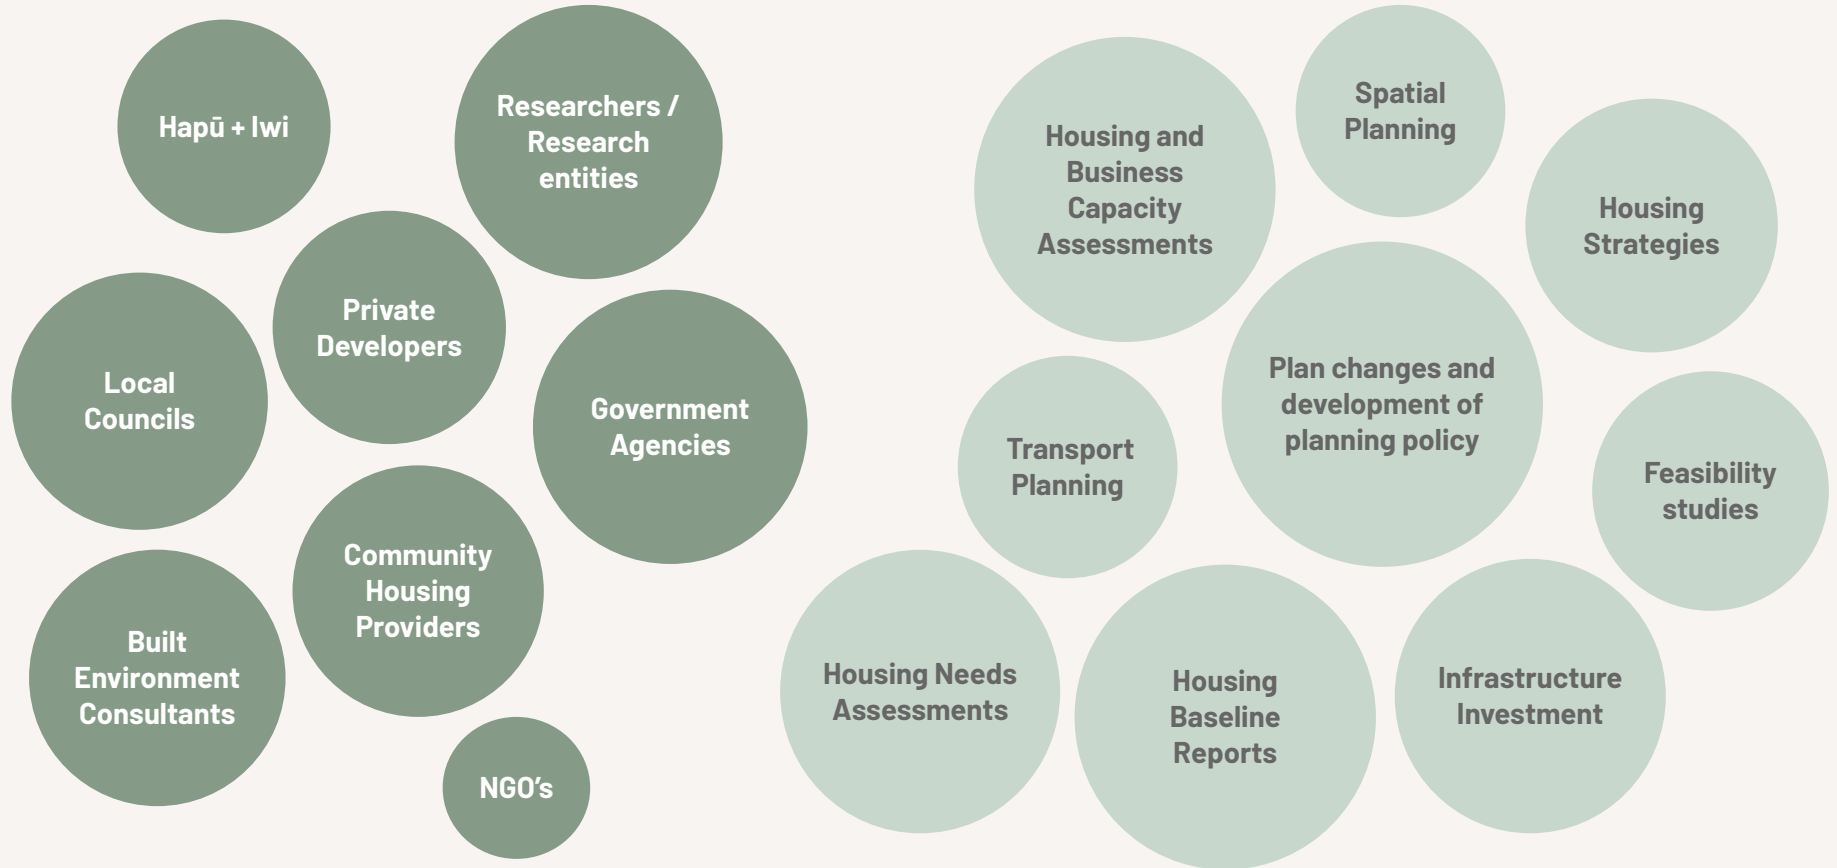 Hapū + Iwi
Researchers /
Research
entities
Private
Developers
Local
Councils
Government
Agencies
Community
Housing
Providers
Built
Environment
Consultants
NGO’s
Housing and
Business
Capacity
Assessments
Spatial
Planning
Housing
Strategies
Plan changes and
development of
planning policy
Transport
Planning
Feasibility
studies
Housing Needs
Assessments
Housing
Baseline
Reports
Infrastructure
Investment